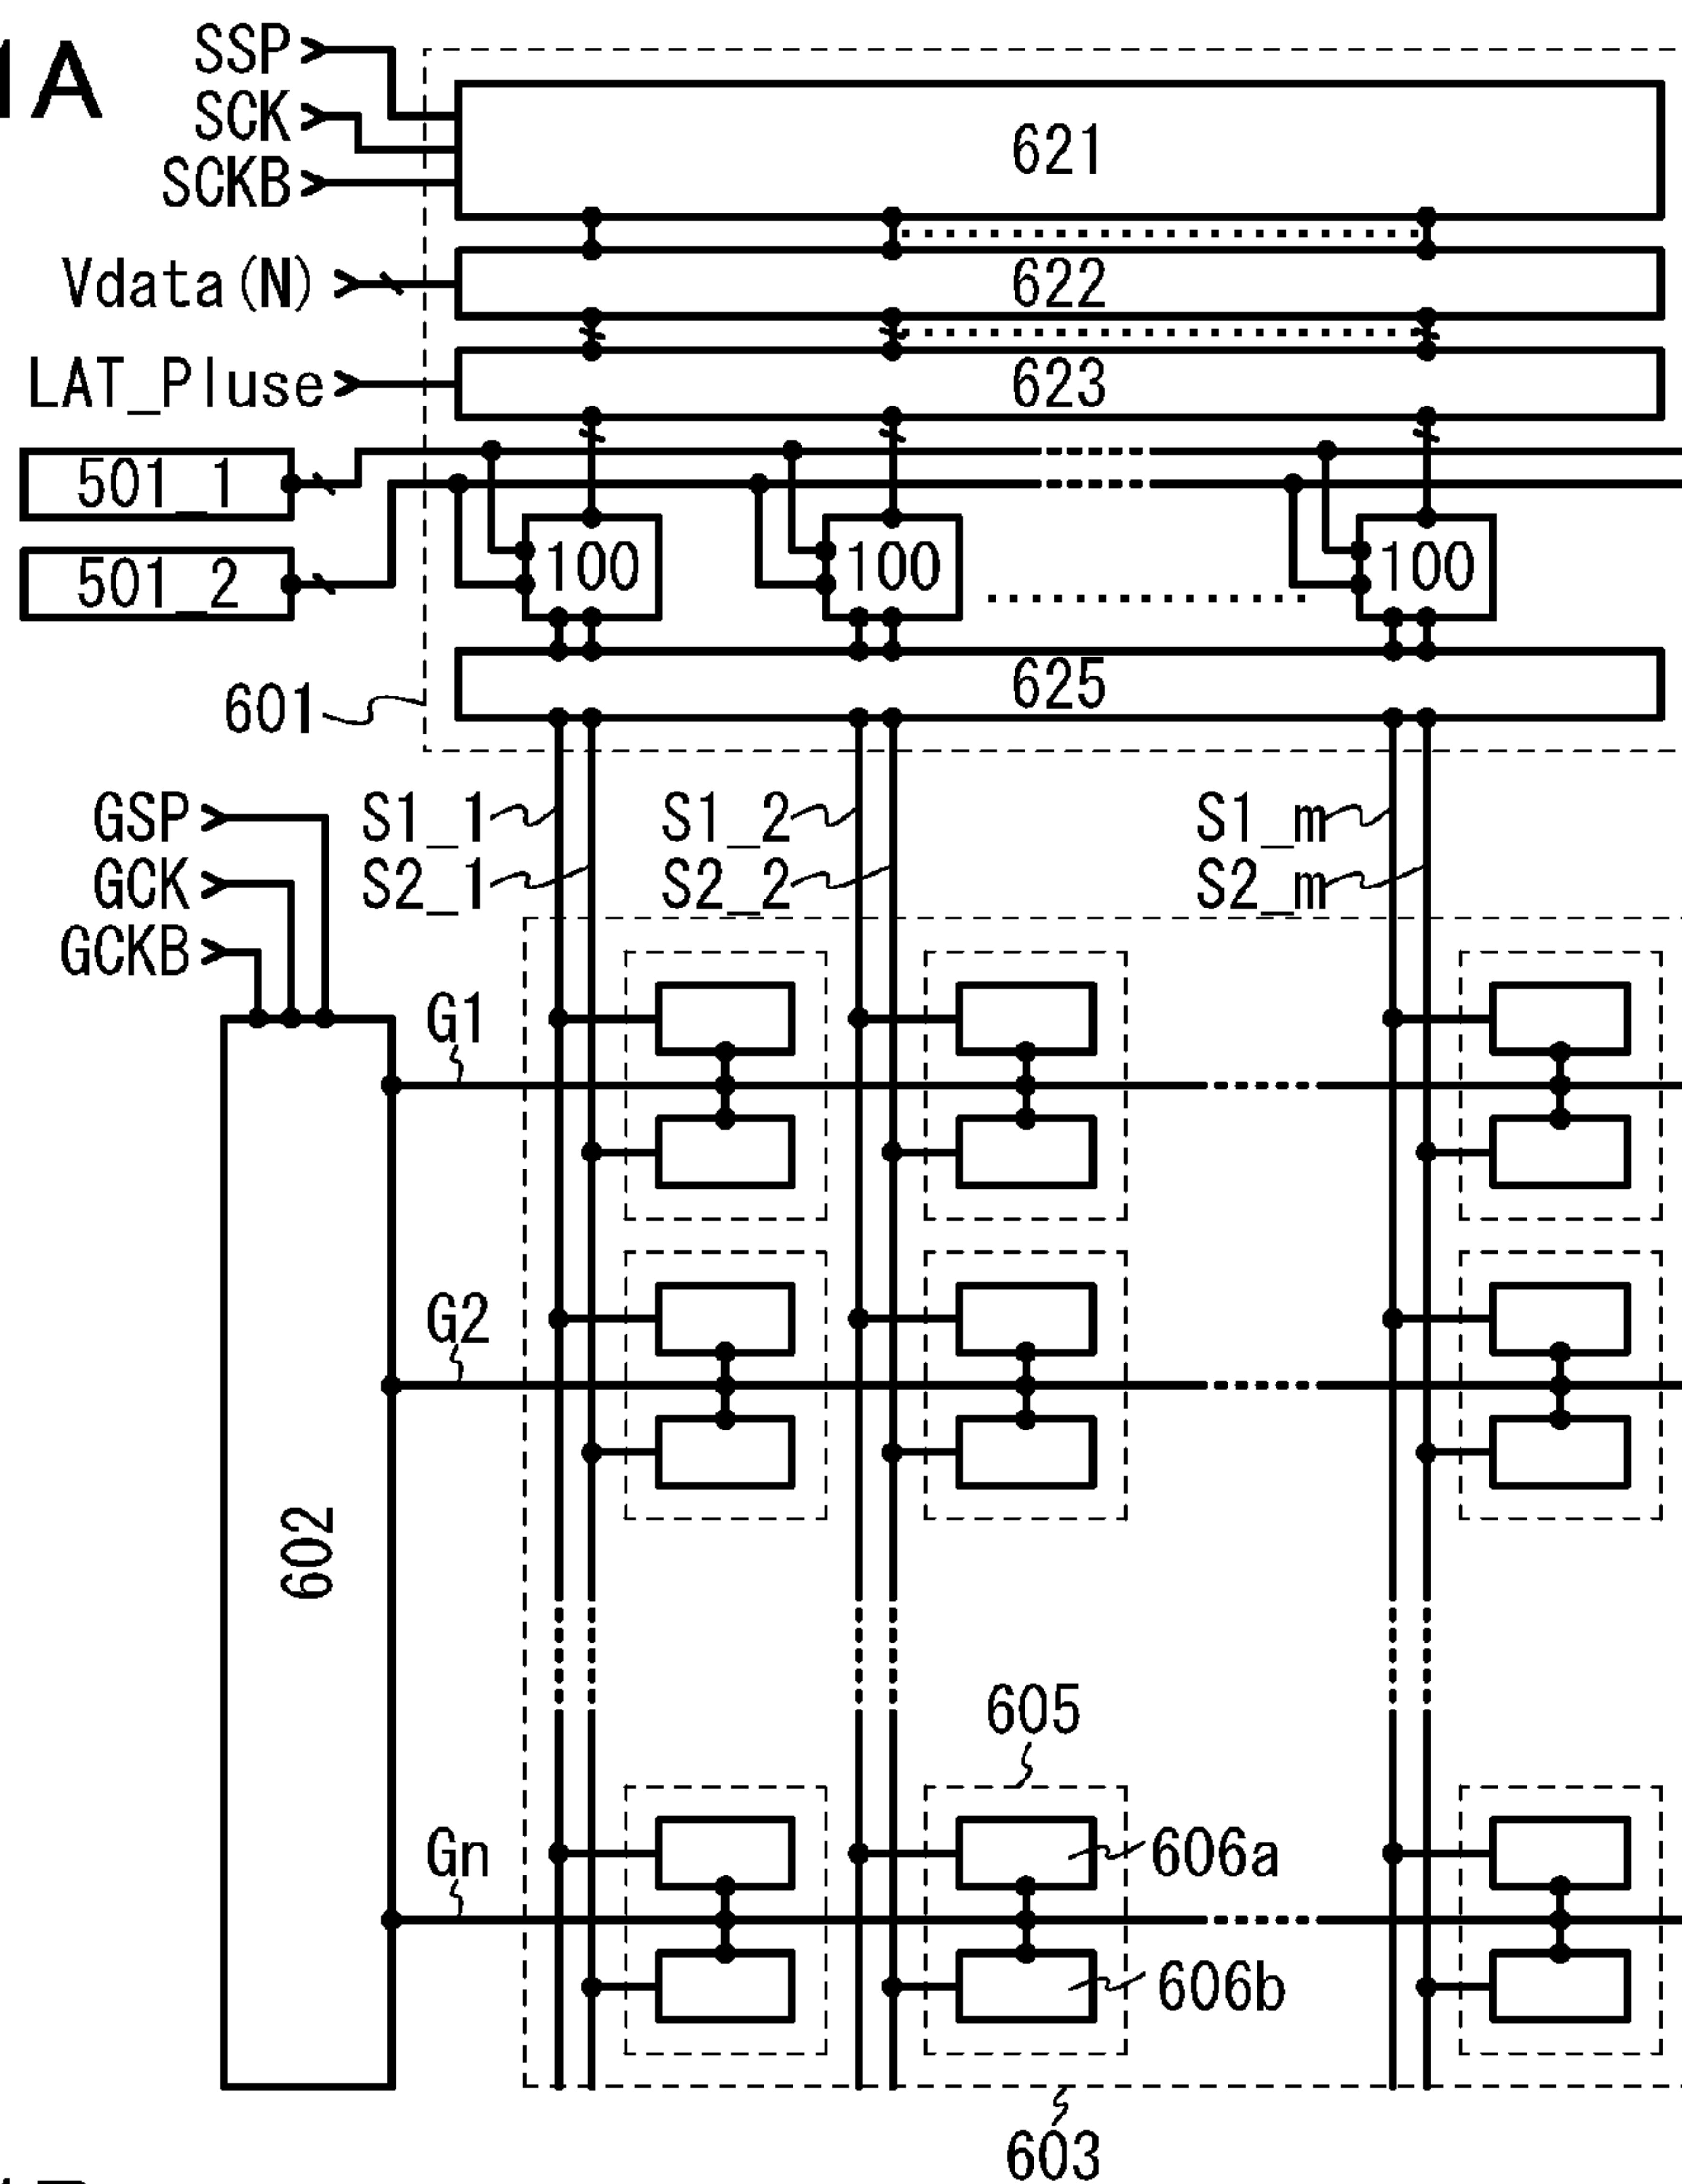 1A
SSP
SCK
SCKB
621
Vdata(N)
622
LAT_Pluse
623
501_1
501_2
100 100 100
625
601
GSP
GCK
GCKB
S1_1 S1_2 S1_m
S2_1 S2_2 S2_m
G1
G2
602
605
Gn
606a
606b
603